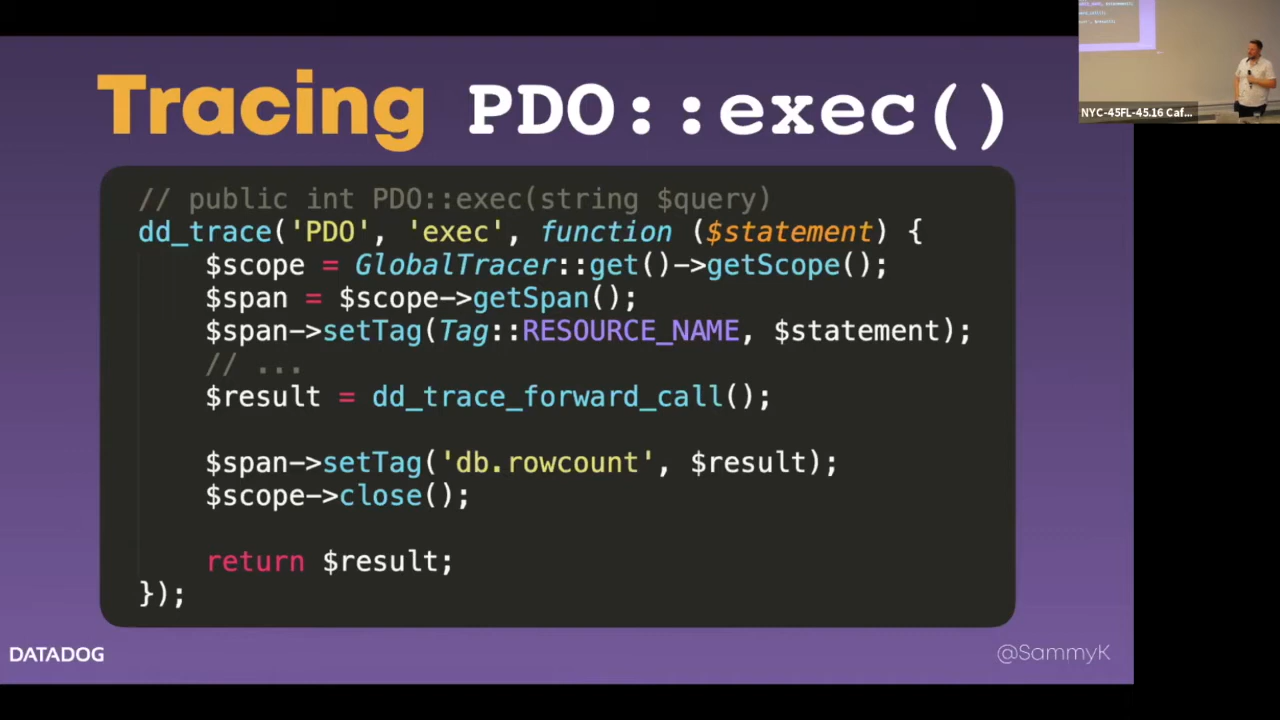 Tracing PDO::exec()
// public int PDO::exec(string $query)
dd_trace('PDO', 'exec', function ($statement) {
$scope = GlobalTracer::get()->getScope();
$span = $scope->getSpan();
$span->setTag(Tag::RESOURCE_NAME, $statement);
// ...
$result = dd_trace_forward_call();
$span->setTag('db.rowcount', $result);
$scope->close();
return $result;
});
DATADOG
@SammyK
NYC-45FL-45.16 Caf...